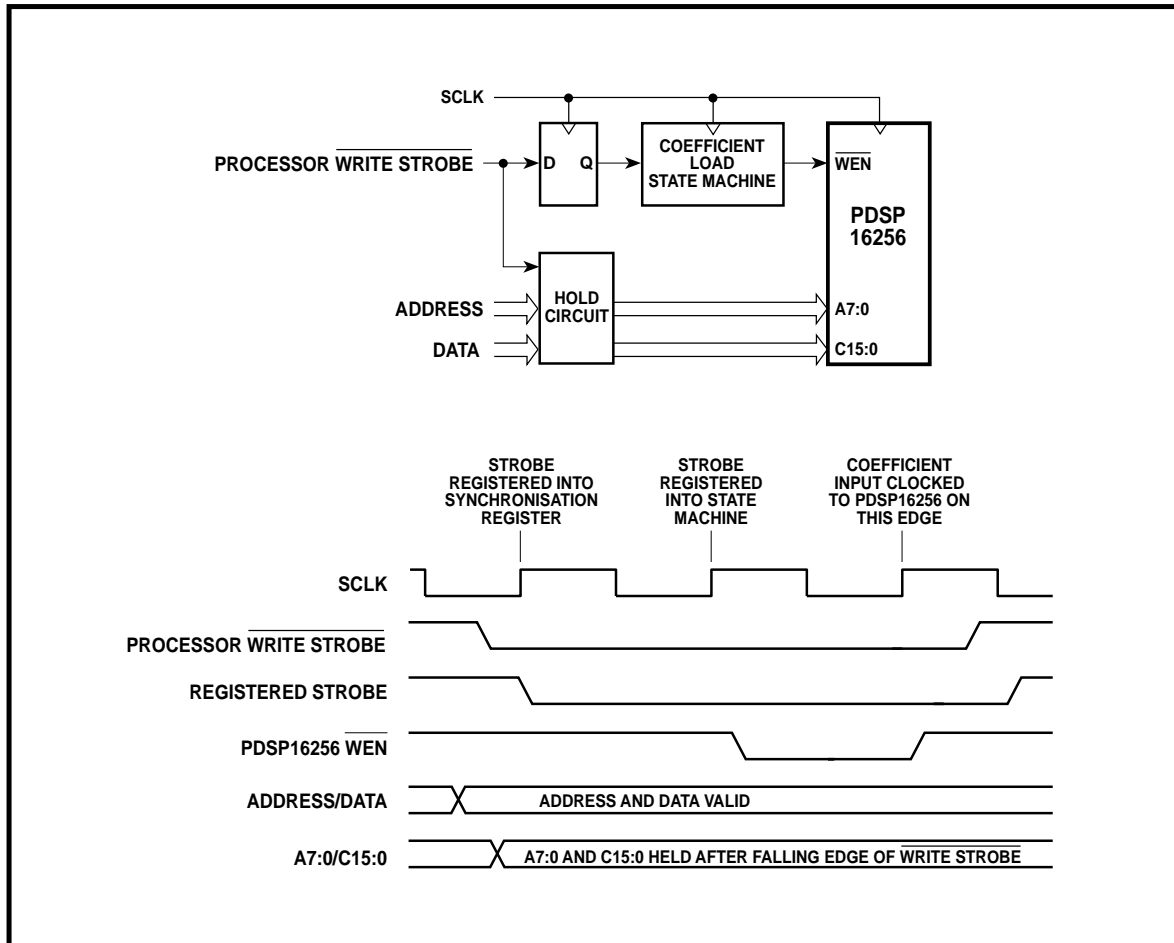 SCLK
PROCESSOR WRITE STROBE
D Q
COEFFICIENT
LOAD
STATE MACHINE
WEN
PDSP
16256
ADDRESS
DATA
HOLD
CIRCUIT
A7:0
C15:0
STROBE
REGISTERED INTO
SYNCHRONISATION
REGISTER
STROBE
REGISTERED
INTO STATE
MACHINE
COEFFICIENT
INPUT CLOCKED
TO PDSP16256 ON
THIS EDGE
SCLK
PROCESSOR WRITE STROBE
REGISTERED STROBE
PDSP16256 WEN
ADDRESS/DATA
ADDRESS AND DATA VALID
A7:0/C15:0
A7:0 AND C15:0 HELD AFTER FALLING EDGE OF WRITE STROBE